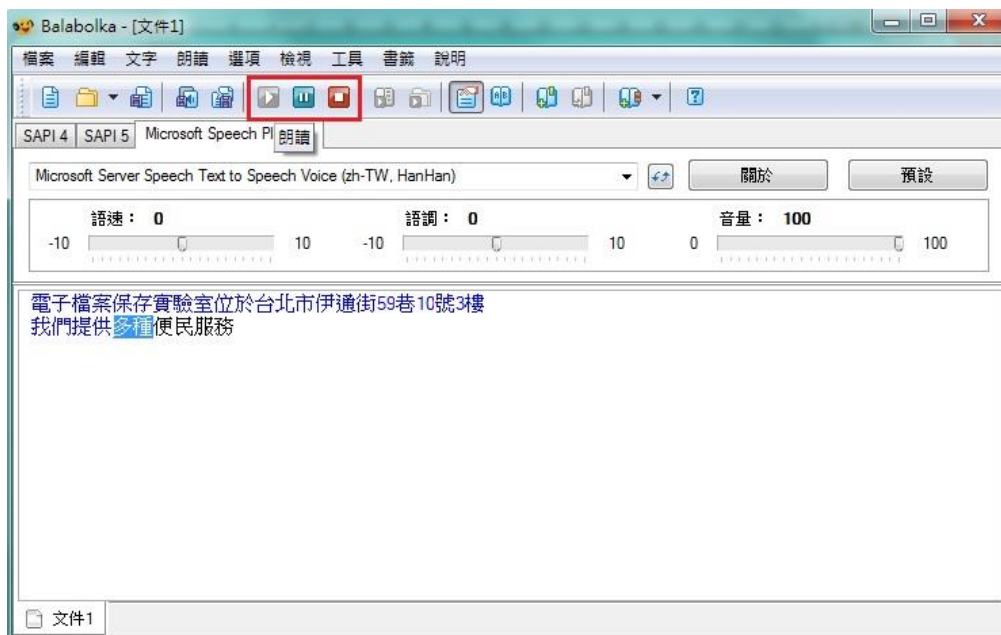 Balabolka - [文件1]
檔案 編輯 文字 朗讀 選項 檢視 工具 書籤 說明
SAPI 4 SAPI 5 Microsoft Speech Pl
朗讀
Microsoft Server Speech Text to Speech Voice (zh-TW, HanHan) 關於 預設
語速： 0 語調： 0 音量： 100
-10 10 -10 10 0 100
電子檔案保存實驗室位於台北市伊通街59巷10號3樓
我們提供多種便民服務
文件1